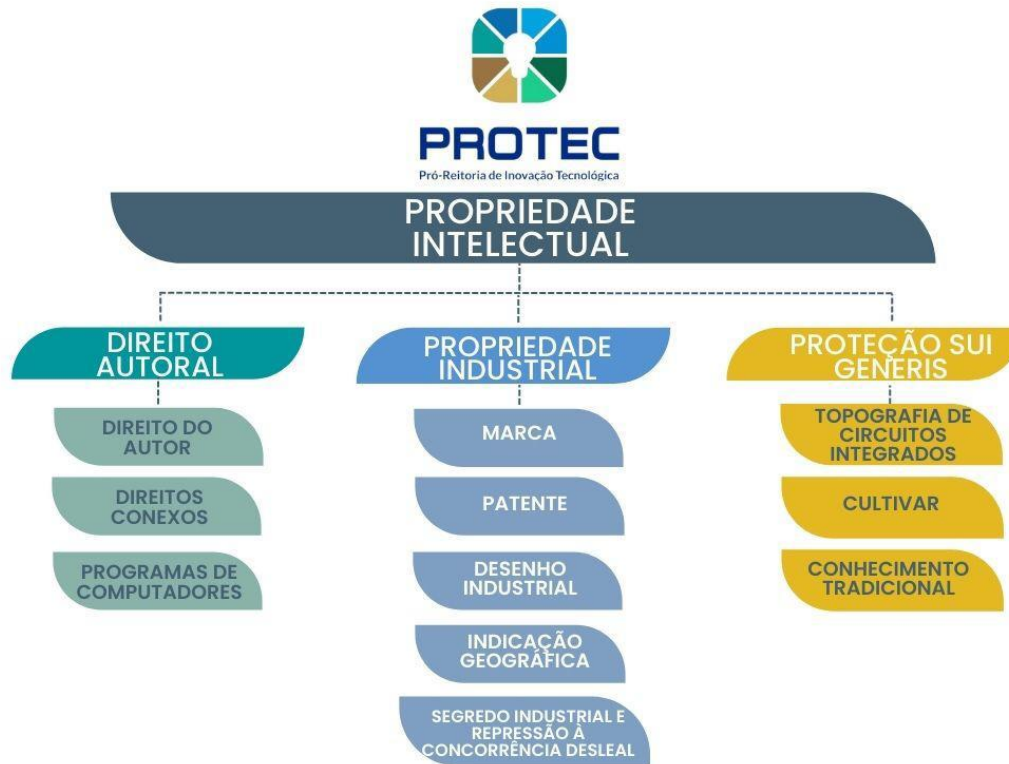 PROTEC
Pró-Reitoria de Inovação Tecnológica
PROPRIEDADE
INTELECTUAL
DIREITO
AUTORAL
DIREITO DO
AUTOR
DIREITOS
CONEXOS
PROGRAMAS DE
COMPUTADORES
PROPRIEDADE
INDUSTRIAL
MARCA
PATENTE
DESENHO
INDUSTRIAL
INDICAÇÃO
GEOGRÁFICA
SEGREDO INDUSTRIAL E
REPRESSÃO À
CONCORRÊNCIA DESLEAL
PROTEÇÃO SUI
GENERIS
TOPOGRAFIA DE
CIRCUITOS
INTEGRADOS
CULTIVAR
CONHECIMENTO
TRADICIONAL